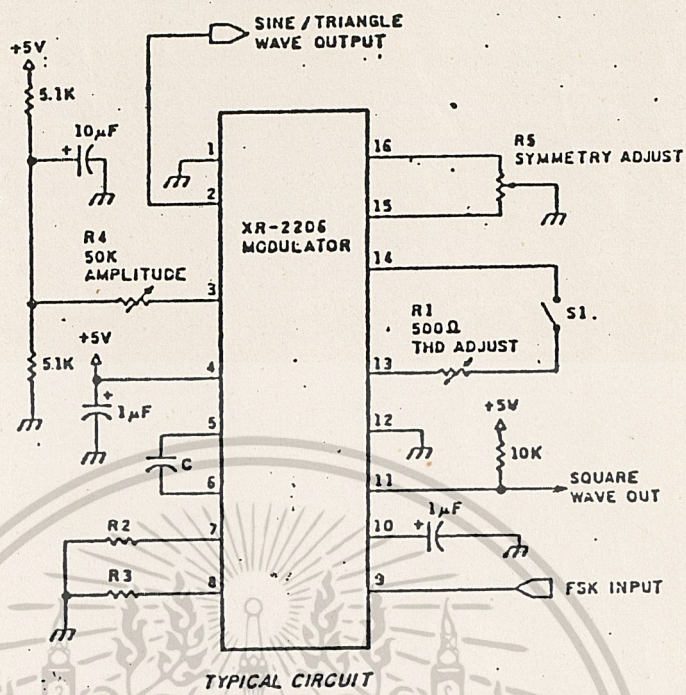 SINE / TRIANGLE
WAVE OUTPUT
+5V
5.1K
10μF
+
R4
50K
AMPLITUDE
+5V
5.1K
+
1μF
C
R2
R3
1
2
3
4
5
6
7
8
XR-2206
MODULATOR
16
15
14
13
12
11
10
9
R5
SYMMETRY ADJUST
S1.
R1
500Ω
THD ADJUST
+5V
10K
SQUARE
WAVE OUT
1μF
+
FSK INPUT
TYPICAL CIRCUIT